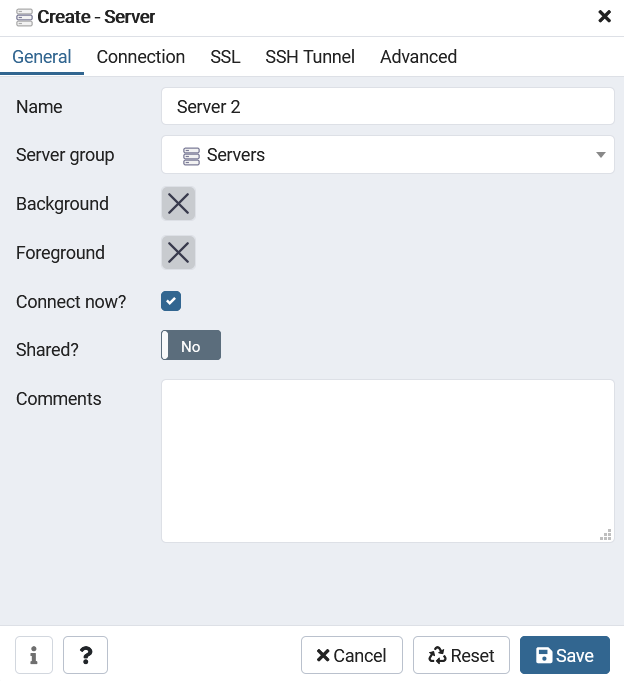 Create - Server
General Connection SSL SSH Tunnel Advanced
Name Server 2
Server group Servers
Background
Foreground
Connect now?
Shared? No
Comments
i ? Cancel Reset Save